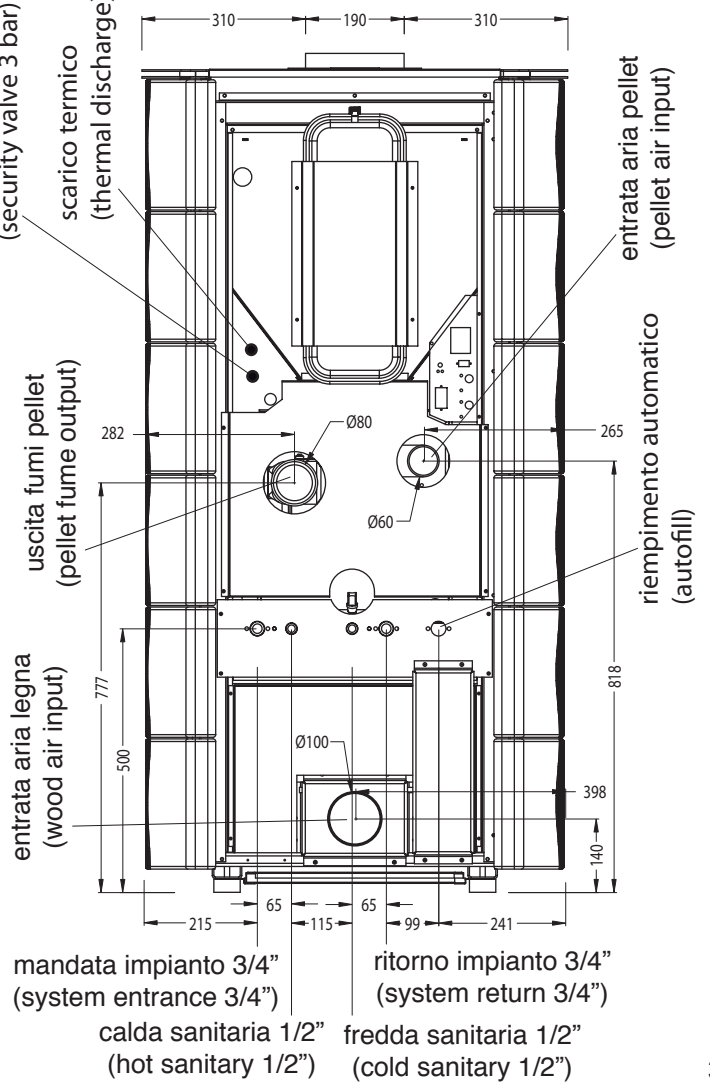 310
190
310
(security valve 3 bar)
scarico termico
(thermal discharge)
entrata aria pellet
(pellet air input)
282
Ø80
265
Ø60
uscita fumi pellet
(pellet fume output)
riempimento automatico
(autofill)
777
818
500
entrata aria legna
(wood air input)
Ø100
398
140
65
65
215
115
99
241
mandata impianto 3/4”
(system entrance 3/4”)
ritorno impianto 3/4”
(system return 3/4”)
calda sanitaria 1/2”
(hot sanitary 1/2”)
fredda sanitaria 1/2”
(cold sanitary 1/2”)